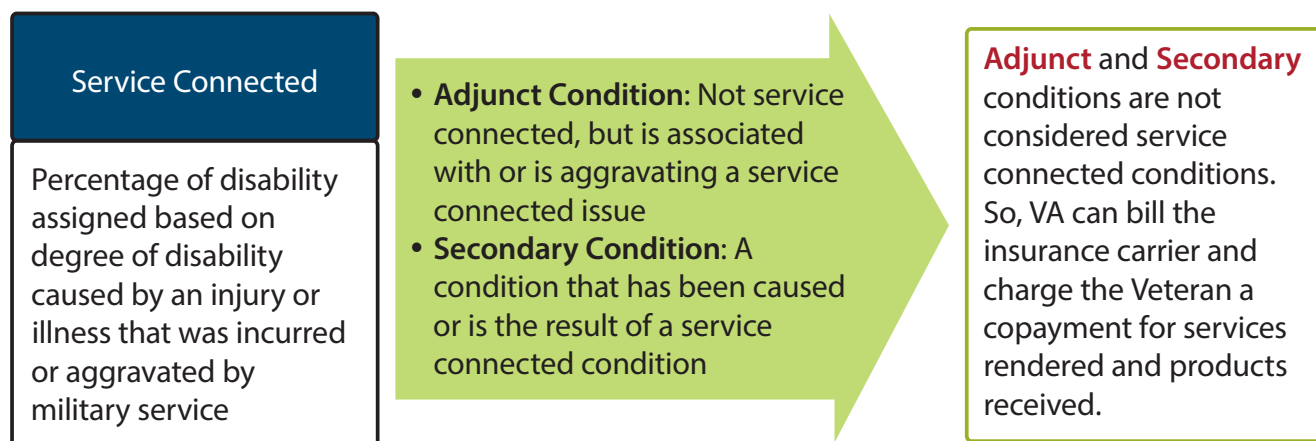 Service Connected
Percentage of disability
assigned based on
degree of disability
caused by an injury or
illness that was incurred
or aggravated by
military service
• Adjunct Condition: Not service
connected, but is associated
with or is aggravating a service
connected issue
• Secondary Condition: A
condition that has been caused
or is the result of a service
connected condition
Adjunct and Secondary
conditions are not
considered service
connected conditions.
So, VA can bill the
insurance carrier and
charge the Veteran a
copayment for services
rendered and products
received.